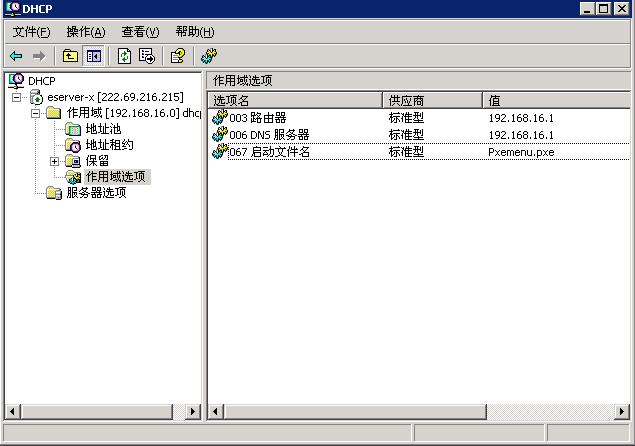 DHCP
文件(F) 操作(A) 查看(V) 帮助(H)
DHCP
eserver-x [222.69.216.215]
作用域 [192.168.16.0] dhcp
地址池
地址租约
保留
作用域选项
服务器选项
作用域选项
选项名 供应商 值
003 路由器 标准型 192.168.16.1
006 DNS 服务器 标准型 192.168.16.1
067 启动文件名 标准型 Pxemenu.pxe